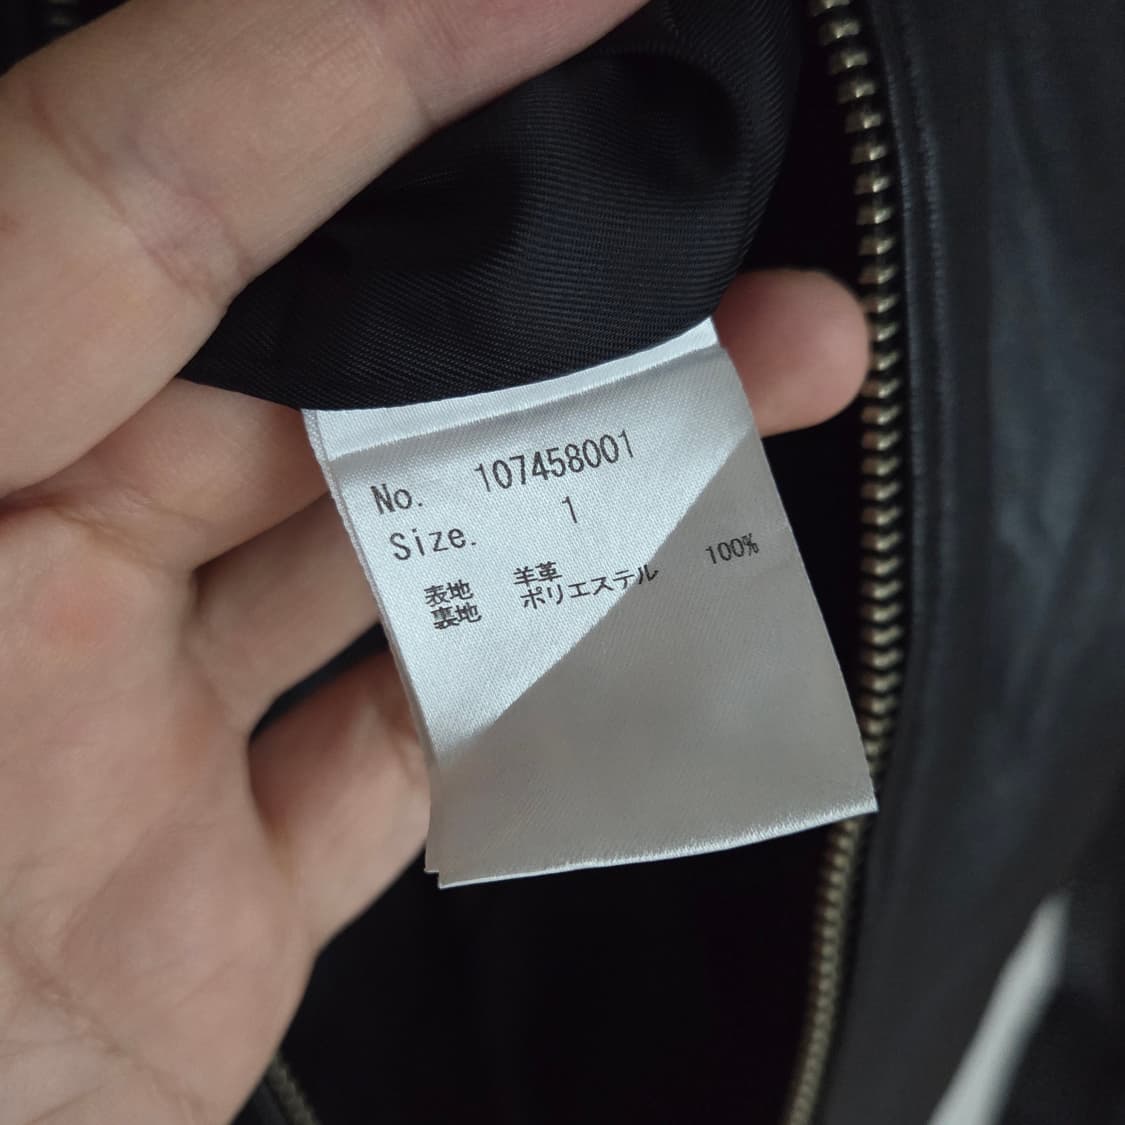 No. 107458001
Size. 1
表地 羊革
裏地 ポリエステル 100%